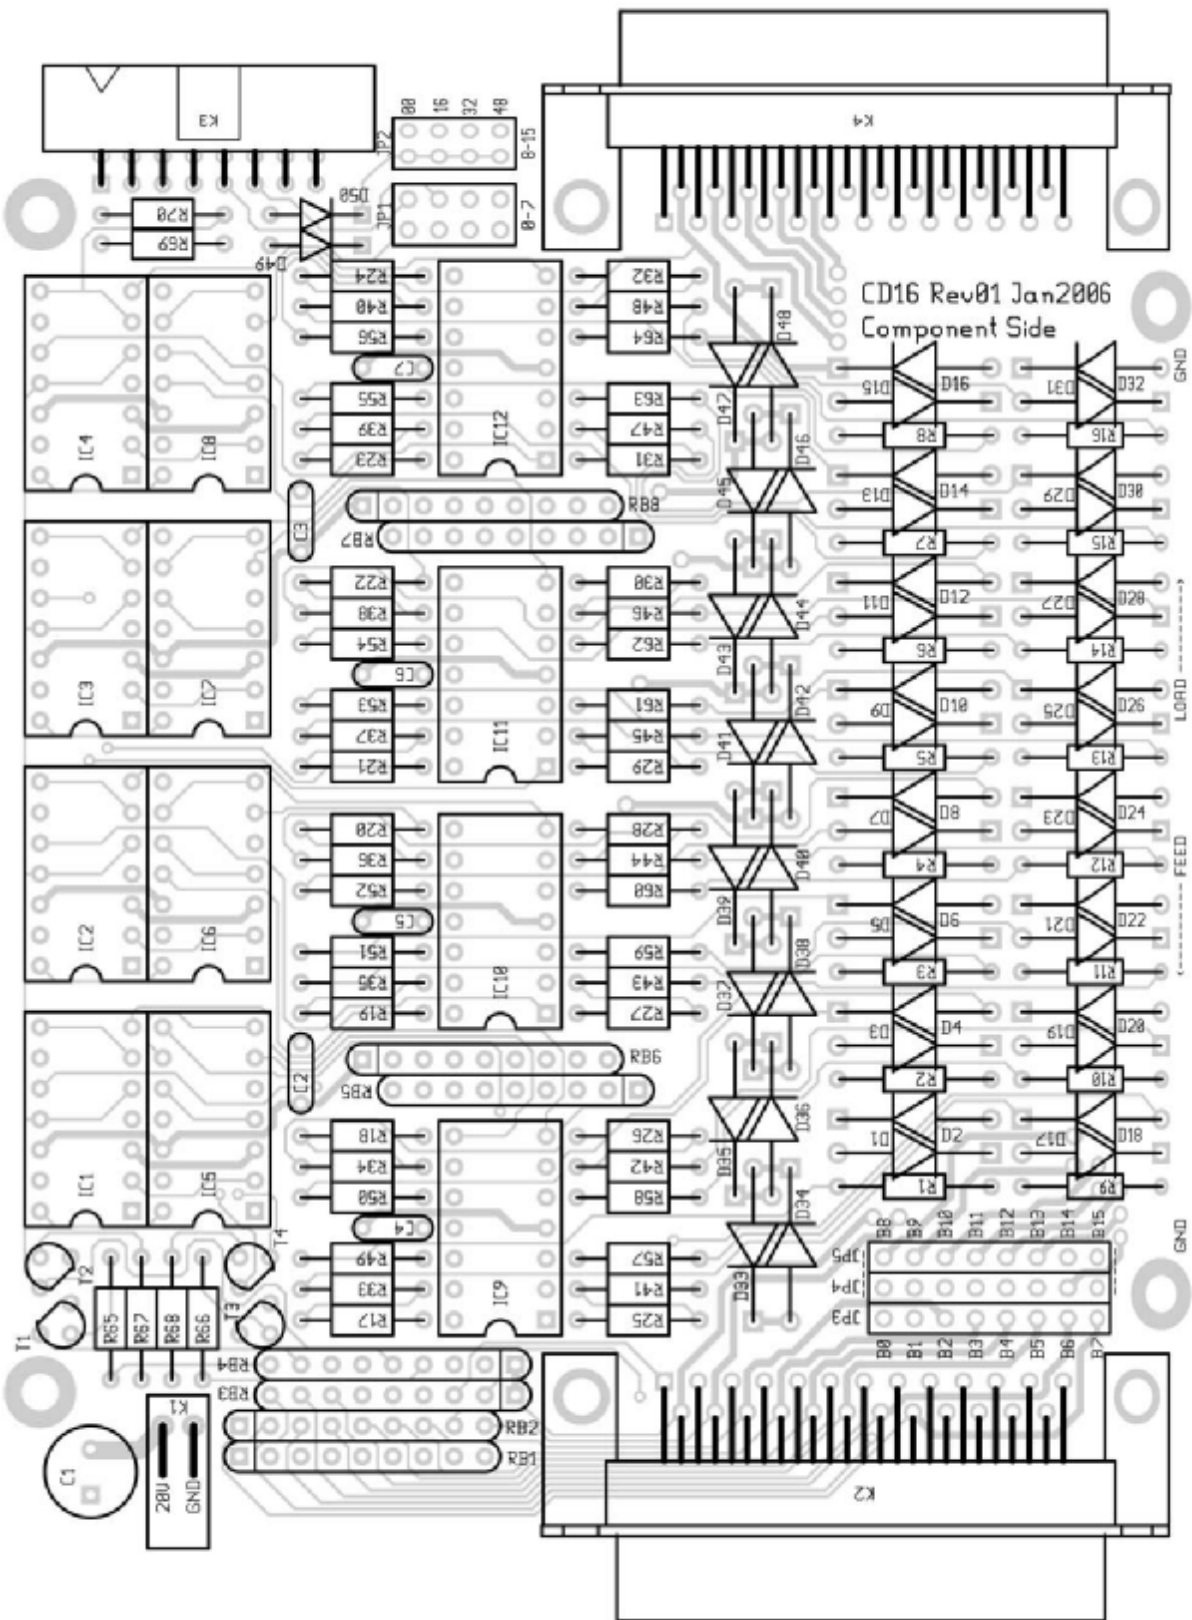 K3
JP2
00 16 32 48
8-15
K4
R70
R69
D50
D49
JP1
0-7
CD16 Rev01 Jan2006
Component Side
IC4
IC8
R24
R40
R56
C7
R55
R39
R23
IC12
R32
R48
R64
R63
R47
R31
D48
D47
D46
D45
D15
D16
R8
D31
D32
R16
GND
D13
D14
R7
D29
D30
R15
C3
RB8
RB7
IC3
IC7
R22
R38
R54
C6
R53
R37
R21
IC11
R30
R46
R62
R61
R45
R29
D44
D43
D42
D41
D11
D12
R6
D27
D28
R14
D9
D10
R5
D25
D26
R13
LOAD ------>
IC2
IC6
R20
R36
R52
C5
R51
R35
R19
IC10
R28
R44
R60
R59
R43
R27
D40
D39
D38
D37
D7
D8
R4
D23
D24
R12
D5
D6
R3
D21
D22
R11
<------ FEED
C2
RB6
RB5
IC1
IC5
R18
R34
R50
C4
R49
R33
R17
IC9
R26
R42
R58
R57
R41
R25
D36
D35
D34
D33
D3
D4
R2
D19
D20
R10
D1
D2
R1
D17
D18
R9
T2
T4
T1
T3
R65
R67
R68
R66
B8 B9 B10 B11 B12 B13 B14 B15
JP5
JP4
JP3
B0 B1 B2 B3 B4 B5 B6 B7
GND
RB4
RB3
RB2
RB1
K1
20V
GND
C1
K2